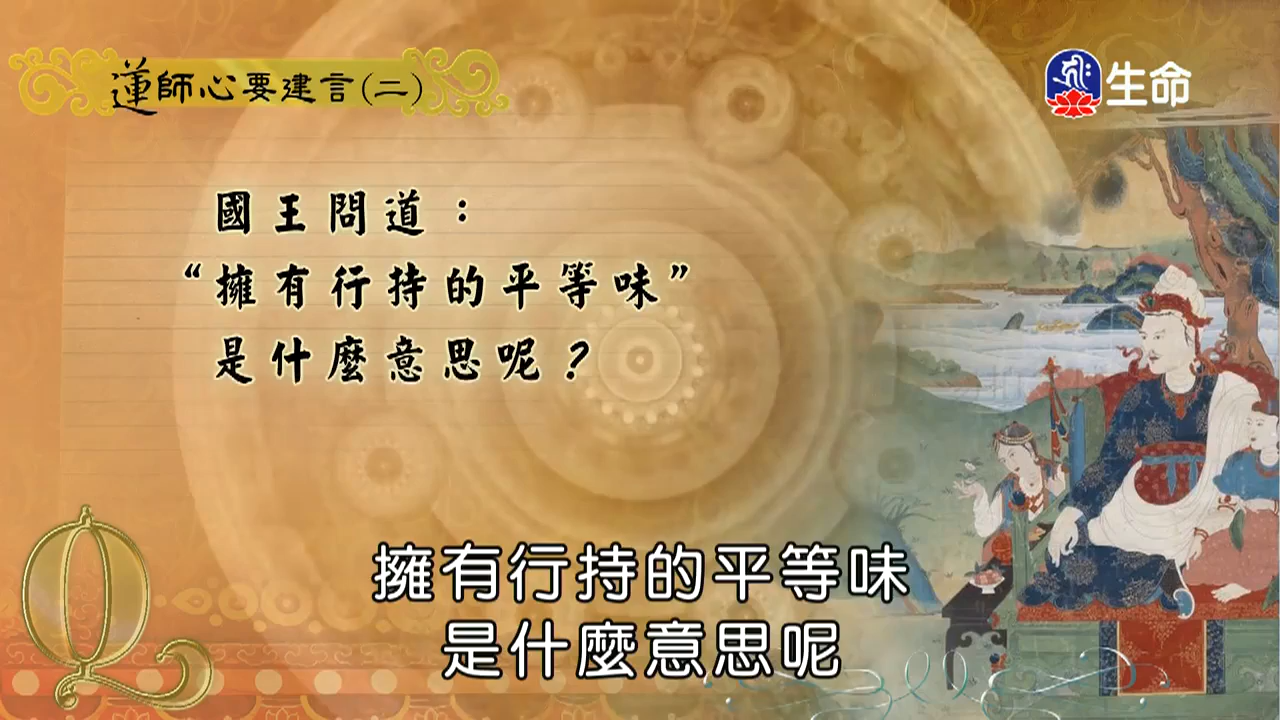 蓮師心要建言(二)
生命
國王問道：
“擁有行持的平等味”
是什麼意思呢？
Q
擁有行持的平等味
是什麼意思呢